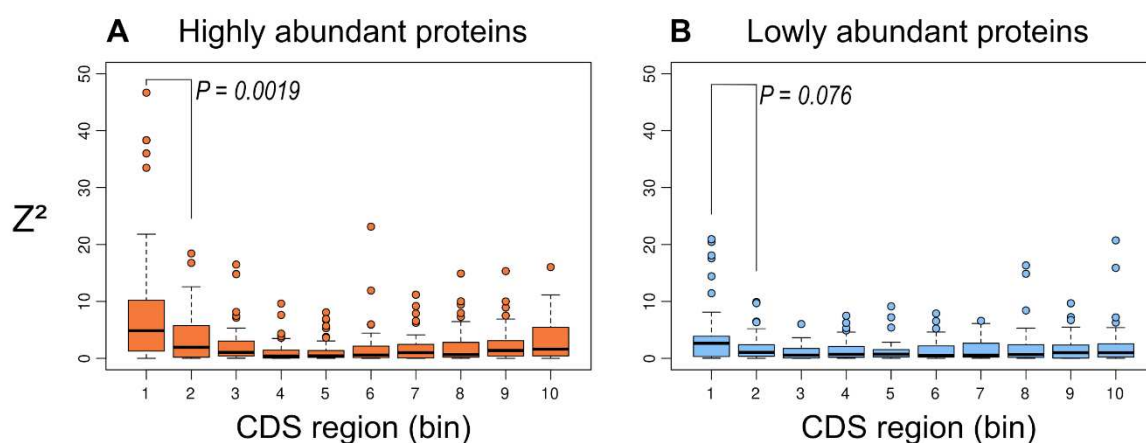 A Highly abundant proteins
50
40
30
20
10
0
P = 0.0019
Z²
1 2 3 4 5 6 7 8 9 10
CDS region (bin)
B Lowly abundant proteins
50
40
30
20
10
0
P = 0.076
1 2 3 4 5 6 7 8 9 10
CDS region (bin)